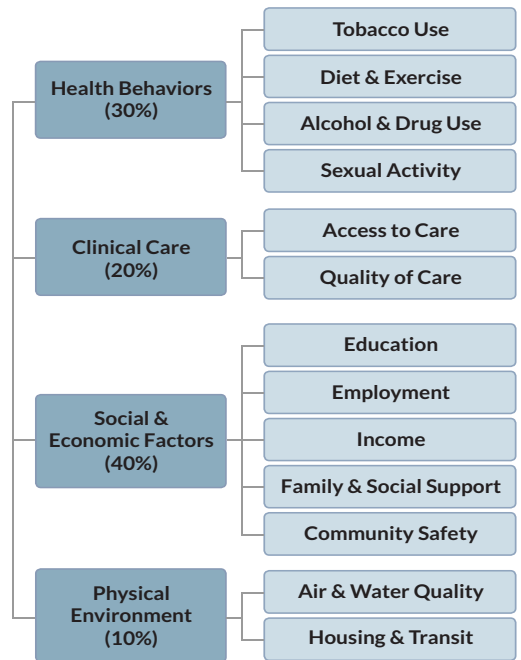 Health Behaviors
(30%)
Tobacco Use
Diet & Exercise
Alcohol & Drug Use
Sexual Activity
Clinical Care
(20%)
Access to Care
Quality of Care
Social &
Economic Factors
(40%)
Education
Employment
Income
Family & Social Support
Community Safety
Physical
Environment
(10%)
Air & Water Quality
Housing & Transit